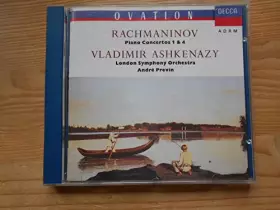 OVATION
DECCA
ADRM
RACHMANINOV
Piano Concertos 1 & 4
VLADIMIR ASHKENAZY
London Symphony Orchestra
André Previn